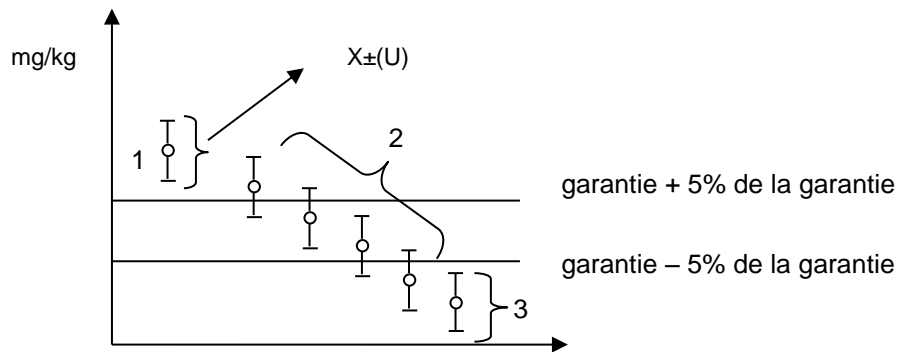 mg/kg
X±(U)
2
1
garantie + 5% de la garantie
garantie – 5% de la garantie
3